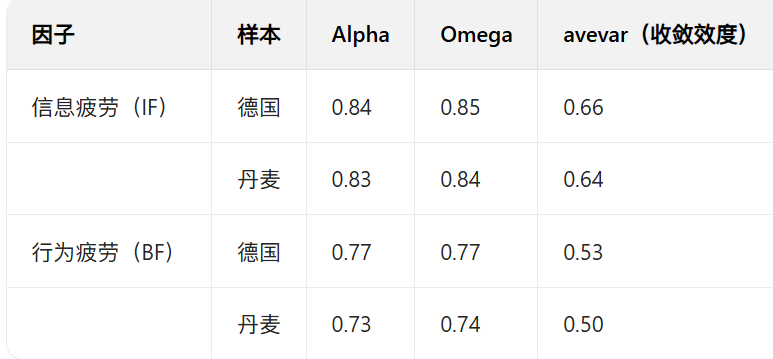 因子 样本 Alpha Omega avevar（收敛效度）
信息疲劳（IF） 德国 0.84 0.85 0.66
丹麦 0.83 0.84 0.64
行为疲劳（BF） 德国 0.77 0.77 0.53
丹麦 0.73 0.74 0.50